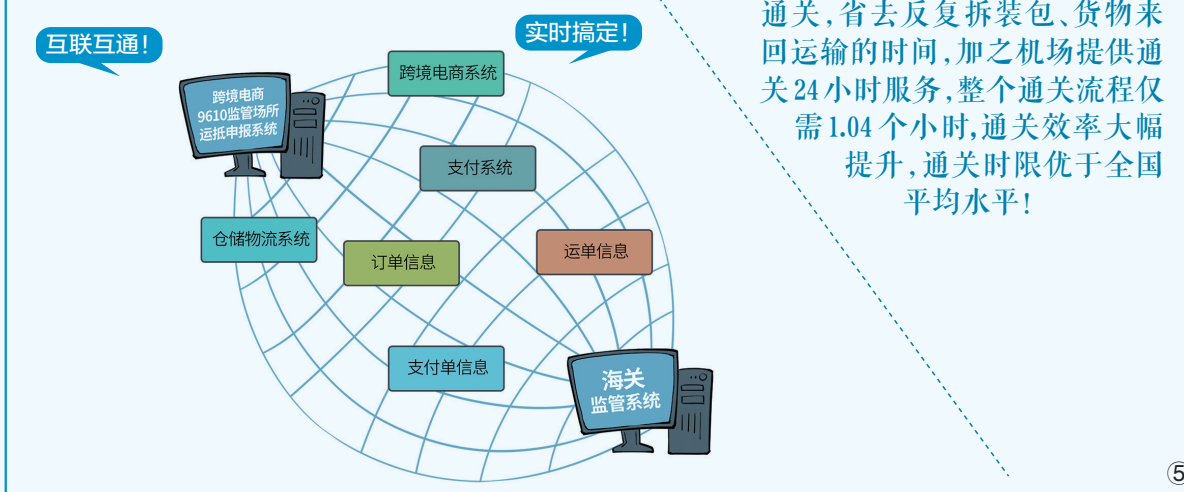 互联互通!
实时搞定!
跨境电商系统
跨境电商
9610监管场所
运抵申报系统
支付系统
仓储物流系统
订单信息
运单信息
支付单信息
海关
监管系统
通关,省去反复拆装包、货物来
回运输的时间,加之机场提供通
关24小时服务,整个通关流程仅
需1.04个小时,通关效率大幅
提升,通关时限优于全国
平均水平!
⑤